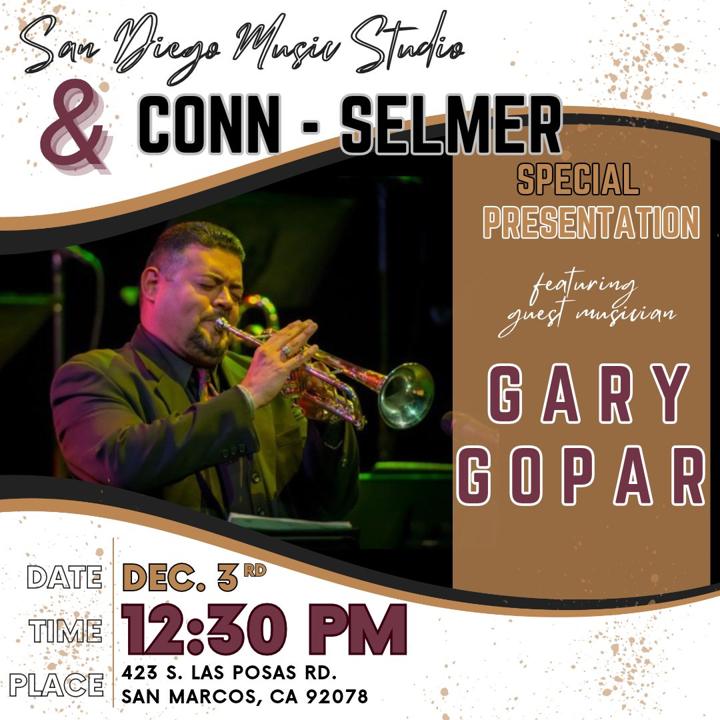 San Diego Music Studio
& CONN - SELMER
SPECIAL
PRESENTATION
featuring
guest musician
GARY
GOPAR
DATE DEC. 3RD
TIME 12:30 PM
PLACE 423 S. LAS POSAS RD.
SAN MARCOS, CA 92078